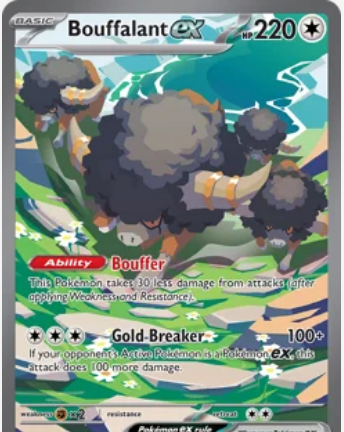 BASIC Bouffalant ex HP 220
Ability Bouffer
This Pokémon takes 30 less damage from attacks (after
applying Weakness and Resistance).
Gold-Breaker 100+
If your opponent's Active Pokémon is a Pokémon ex, this
attack does 100 more damage.
weakness ×2 resistance retreat
Pokémon ex rule